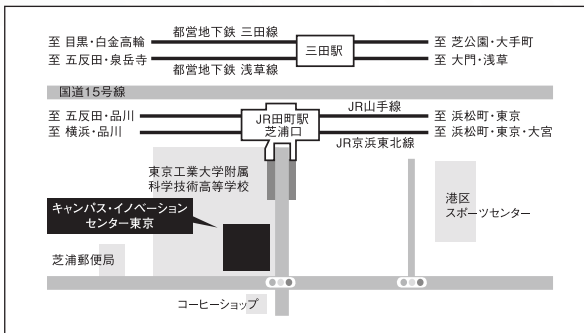 都営地下鉄 三田線
至 目黒・白金高輪
三田駅
至 芝公園・大手町
至 五反田・泉岳寺
至 大門・浅草
都営地下鉄 浅草線
国道15号線
JR山手線
至 五反田・品川
JR田町駅
芝浦口
至 浜松町・東京
至 横浜・品川
至 浜松町・東京・大宮
JR京浜東北線
東京工業大学附属
科学技術高等学校
港区
スポーツセンター
キャンパス・イノベーション
センター東京
芝浦郵便局
コーヒーショップ